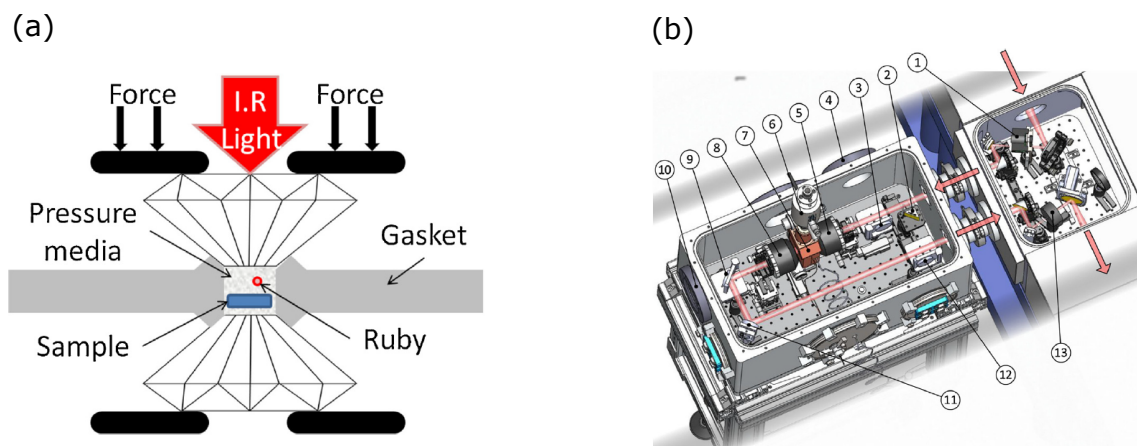 (a)
Force
I.R
Light
Force
Pressure
media
Gasket
Sample
Ruby
(b)
1
2
3
4
5
6
7
8
9
10
11
12
13